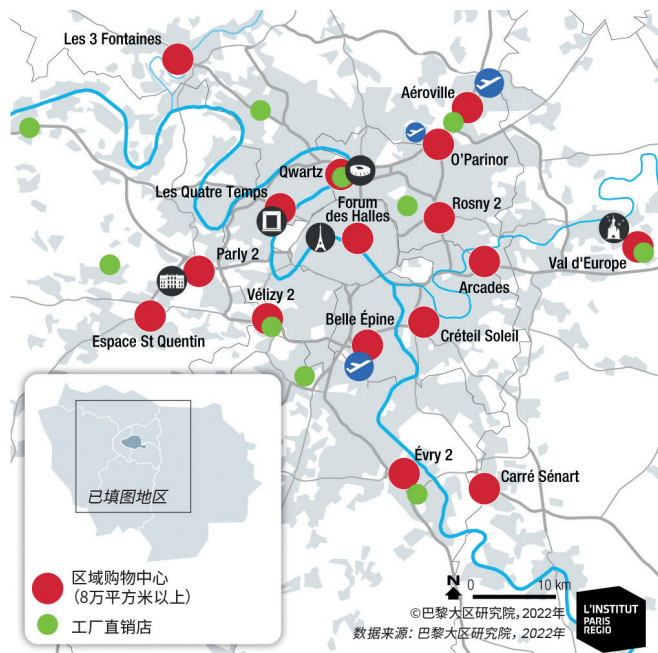 Les 3 Fontaines
Aéroville
O'Parinor
Qwartz
Les Quatre Temps
Forum
des Halles
Rosny 2
Parly 2
Val d'Europe
Arcades
Vélizy 2
Espace St Quentin
Belle Épine
Créteil Soleil
Évry 2
Carré Sénart
已填图地区
区域购物中心
(8万平方米以上)
工厂直销店
N
0 10 km
©巴黎大区研究院,2022年
数据来源:巴黎大区研究院,2022年
L'INSTITUT
PARIS
REGION